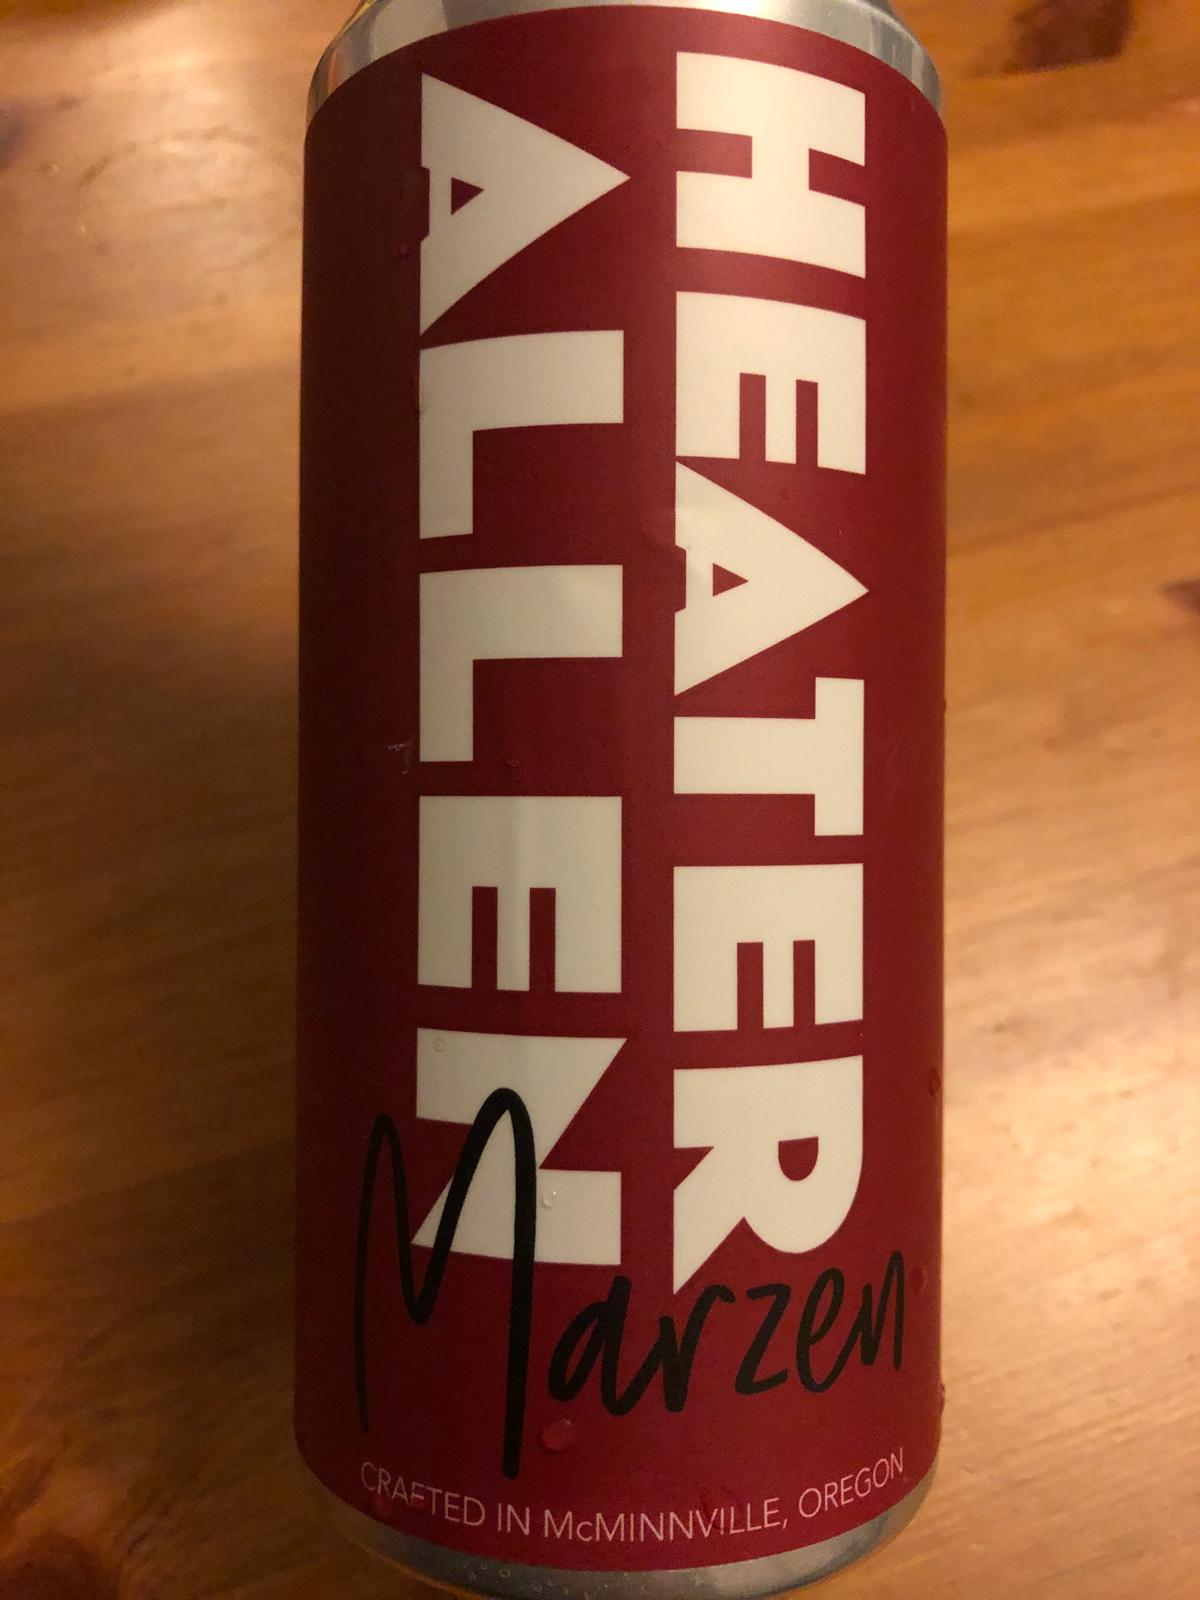 HEATER
ALLEN
Marzen
CRAFTED IN McMINNVILLE, OREGON